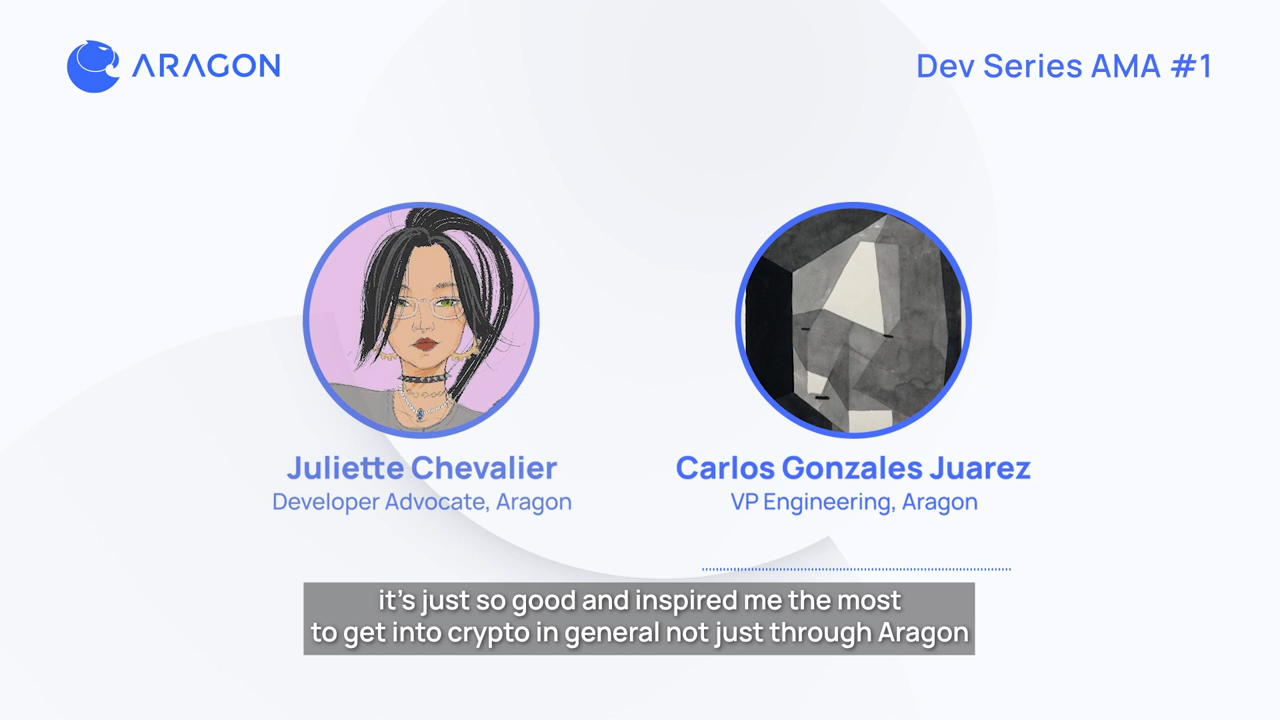 ARAGON
Dev Series AMA #1
Juliette Chevalier
Developer Advocate, Aragon
Carlos Gonzales Juarez
VP Engineering, Aragon
it's just so good and inspired me the most
to get into crypto in general not just through Aragon